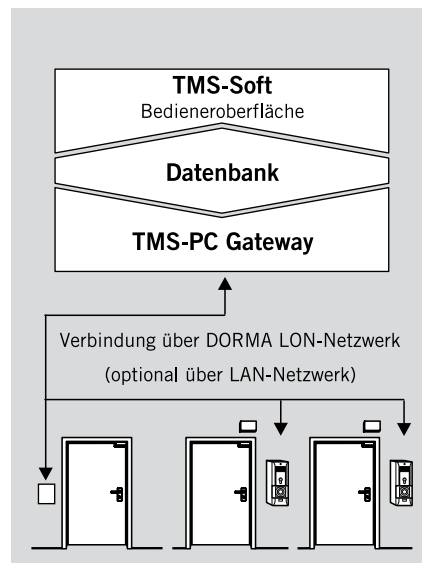 TMS-Soft
Bedieneroberfläche
Datenbank
TMS-PC Gateway
Verbindung über DORMA LON-Netzwerk
(optional über LAN-Netzwerk)